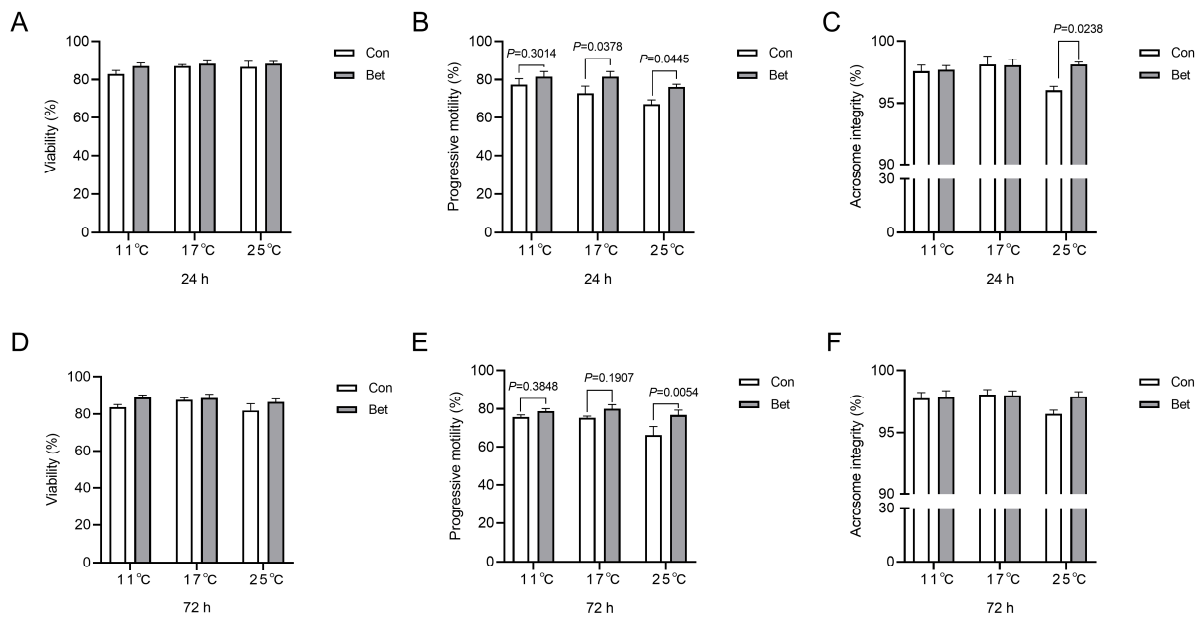 A
Viability (%)
100
80
60
40
20
0
11°C 17°C 25°C
24 h
Con
Bet
B
Progressive motility (%)
100
80
60
40
20
0
P=0.3014
P=0.0378
P=0.0445
11°C 17°C 25°C
24 h
Con
Bet
C
Acrosome integrity (%)
100
95
90
30
0
P=0.0238
11°C 17°C 25°C
24 h
Con
Bet
D
Viability (%)
100
80
60
40
20
0
11°C 17°C 25°C
72 h
Con
Bet
E
Progressive motility (%)
100
80
60
40
20
0
P=0.3848
P=0.1907
P=0.0054
11°C 17°C 25°C
72 h
Con
Bet
F
Acrosome integrity (%)
100
95
90
30
0
11°C 17°C 25°C
72 h
Con
Bet